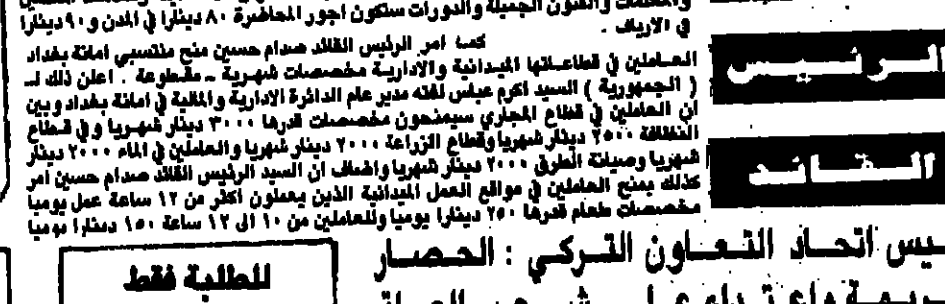 والمعلمات والفنون الجميلة والدورات ستكون اجور المحاضرة ٨٠ دينارا في المدن و ٩٠ دينارا
في الارياف .
كما امر الرئيس القائد صدام حسين منح منتسبي امانة بغداد
العاملين في قطاعاتها الميدانية والادارية مخصصات شهرية ـ مقطوعة . اعلن ذلك لـ
( الجمهورية ) السيد اكرم عباس لفته مدير عام الدائرة الادارية والمالية في امانة بغداد وبين
ان العاملين في قطاع المجاري سيمنحون مخصصات قدرها ٣٠٠٠ دينار شهريا وفي قطاع
النظافة ٢٥٠٠ دينار شهريا وقطاع الزراعة ٢٠٠٠ دينار شهريا والعاملين في الماء ٢٠٠٠ دينار
شهريا وصيانة الطرق ٢٠٠٠ دينار شهريا واضاف ان السيد الرئيس القائد صدام حسين امر
كذلك بمنح العاملين في مواقع العمل الميدانية الذين يعملون اكثر من ١٢ ساعة عمل يوميا
مخصصات طعام قدرها ٢٥٠ دينارا يوميا وللعاملين من ١٠ الى ١٢ ساعة ١٥٠ دينارا يوميا
الرئيس
القائد
ـيس اتحاد التعاون التركي : الحصار
للطلبة فقط